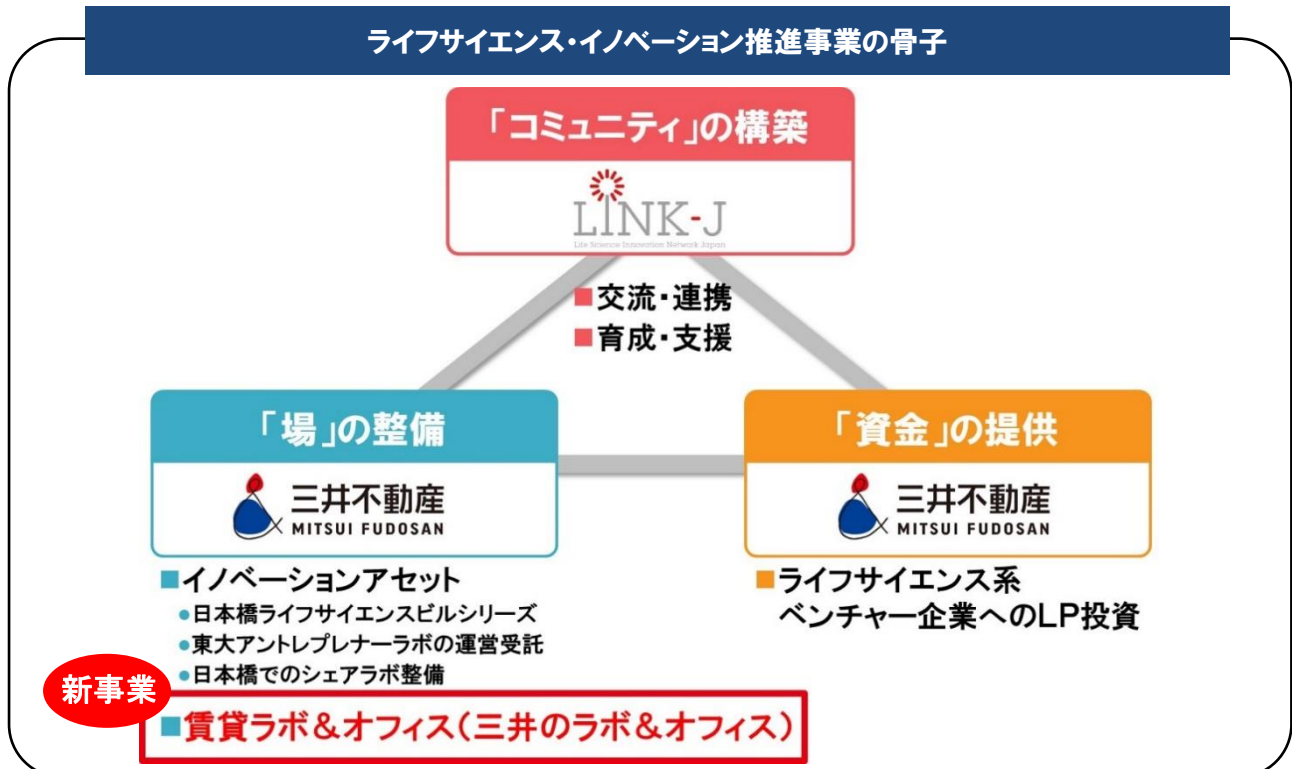 ライフサイエンス・イノベーション推進事業の骨子
「コミュニティ」の構築
LINK-J
Life Science Innovation Network Japan
■交流・連携
■育成・支援
「場」の整備
三井不動産
MITSUI FUDOSAN
■イノベーションアセット
●日本橋ライフサイエンスビルシリーズ
●東大アントレプレナーラボの運営受託
●日本橋でのシェアラボ整備
新事業
■賃貸ラボ&オフィス(三井のラボ&オフィス)
「資金」の提供
三井不動産
MITSUI FUDOSAN
■ライフサイエンス系
ベンチャー企業へのLP投資